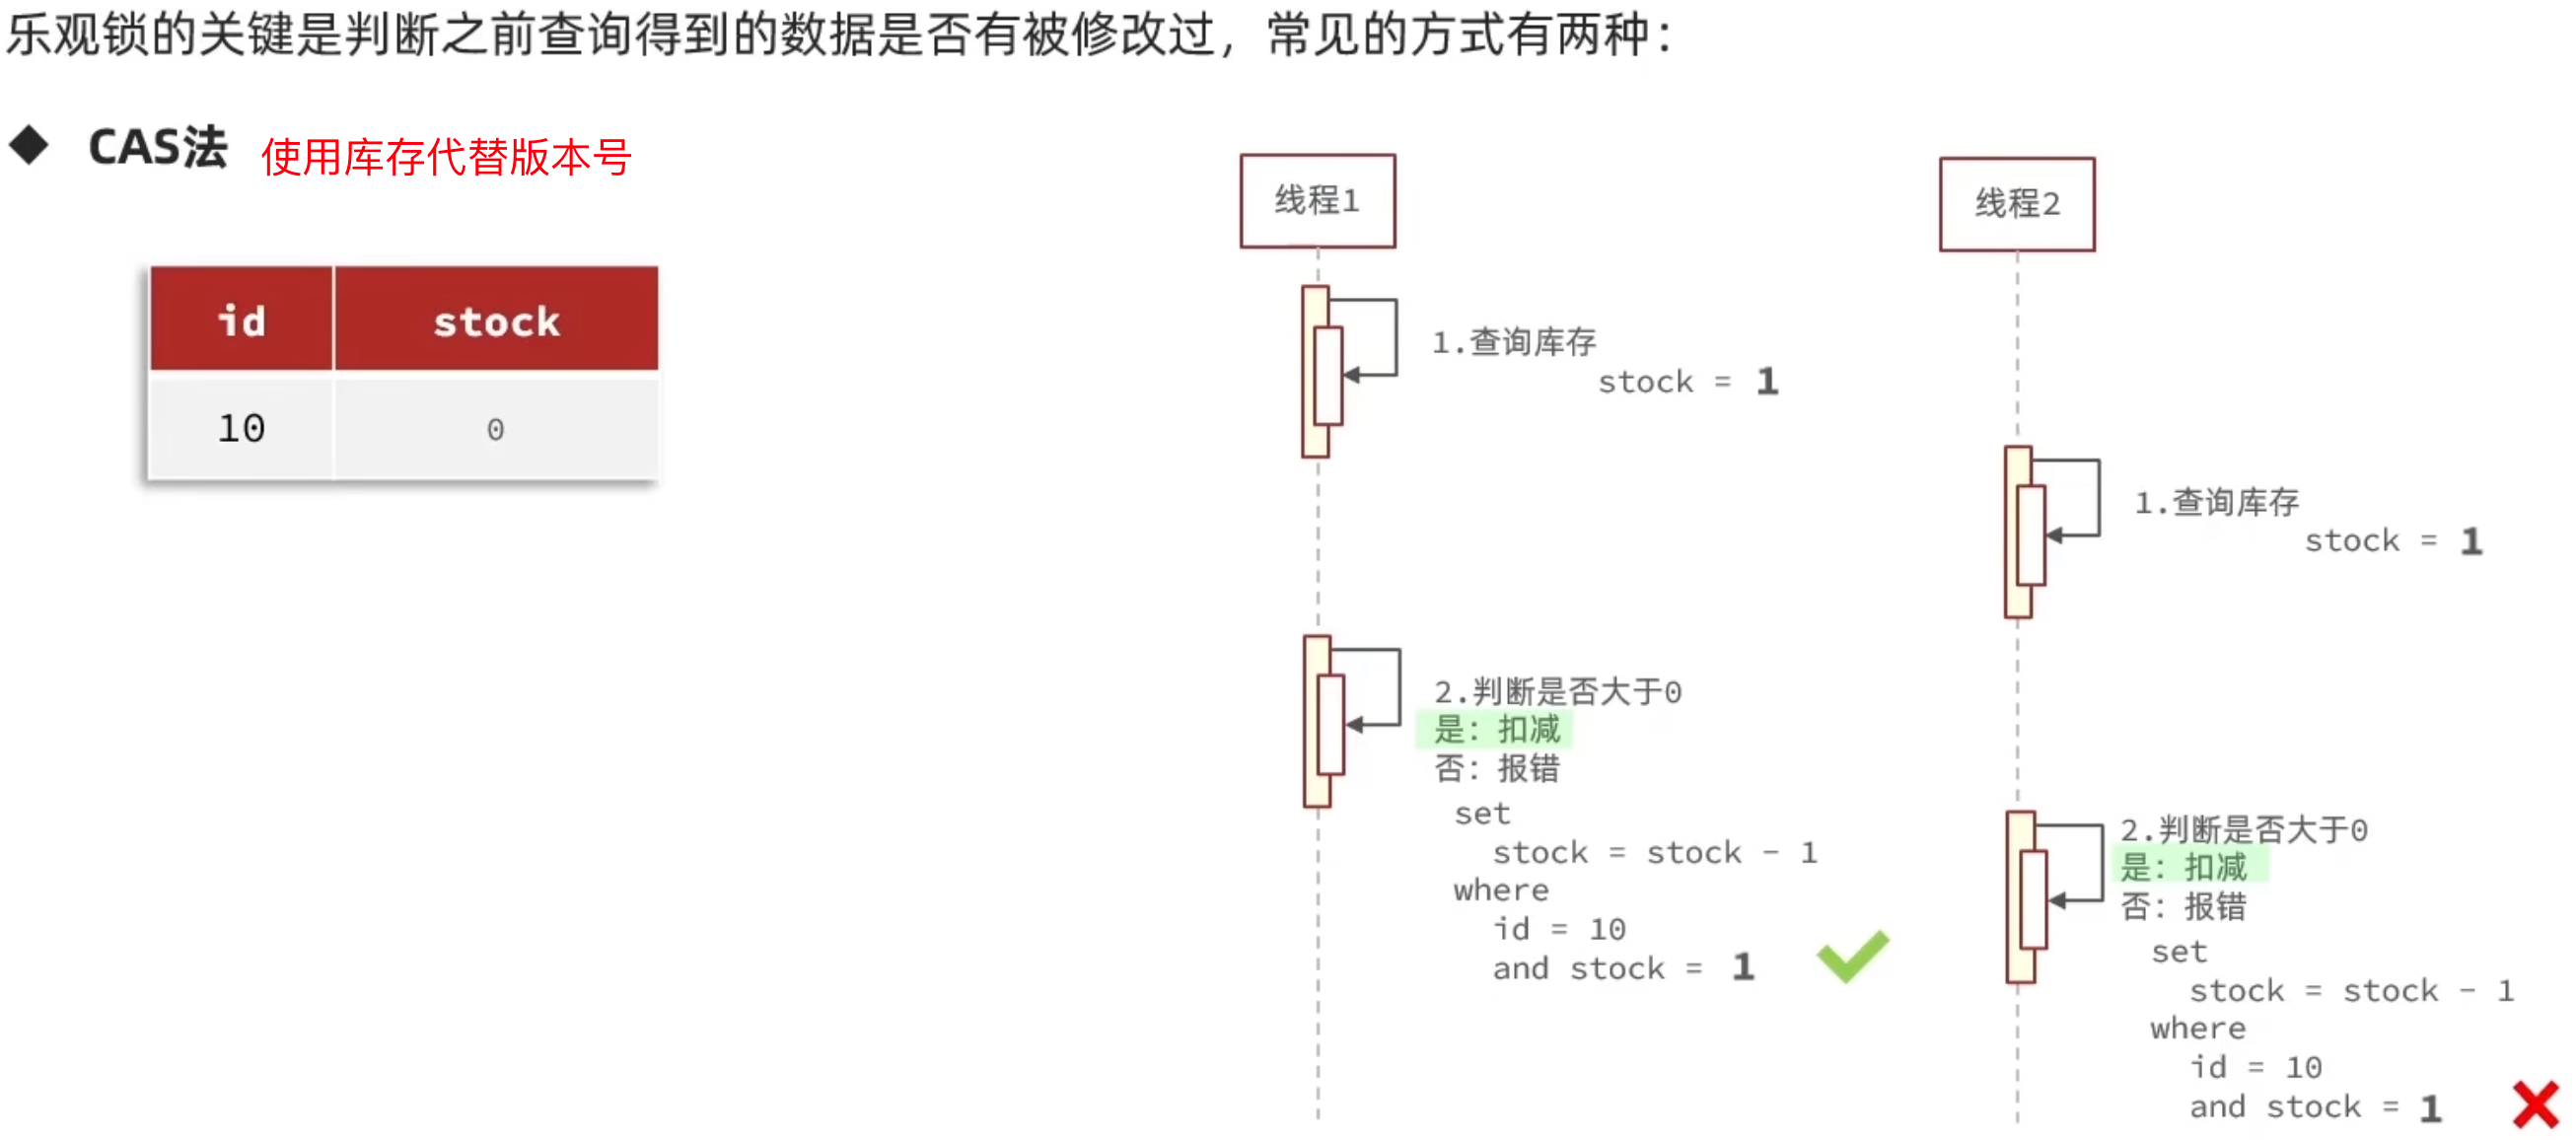 乐观锁的关键是判断之前查询得到的数据是否有被修改过，常见的方式有两种：
CAS法 使用库存代替版本号
id stock
10 0
线程1
1.查询库存
stock = 1
2.判断是否大于0
是：扣减
否：报错
set
stock = stock - 1
where
id = 10
and stock = 1
线程2
1.查询库存
stock = 1
2.判断是否大于0
是：扣减
否：报错
set
stock = stock - 1
where
id = 10
and stock = 1